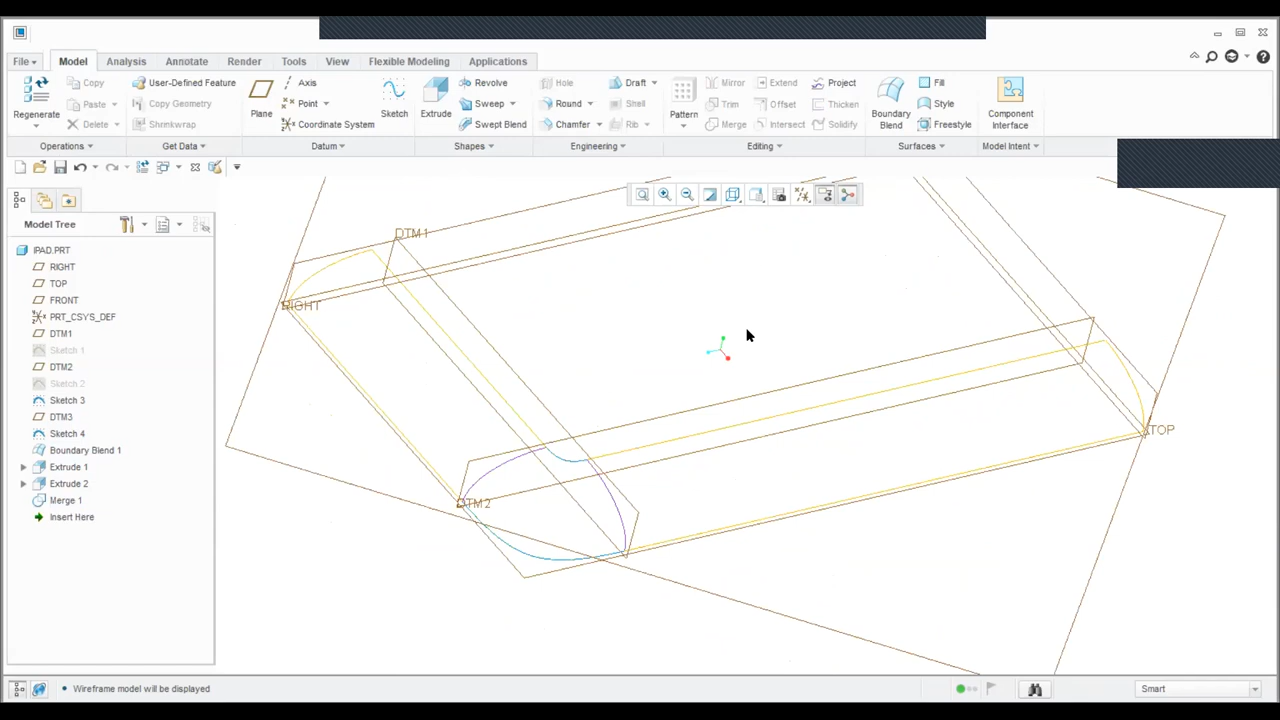 File
Model
Analysis
Annotate
Render
Tools
View
Flexible Modeling
Applications
Regenerate
Copy
Paste
Delete
User-Defined Feature
Copy Geometry
Shrinkwrap
Plane
Axis
Point
Coordinate System
Sketch
Extrude
Revolve
Sweep
Swept Blend
Hole
Round
Chamfer
Draft
Shell
Rib
Pattern
Mirror
Trim
Merge
Extend
Offset
Intersect
Project
Thicken
Solidify
Boundary
Blend
Fill
Style
Freestyle
Component
Interface
Operations
Get Data
Datum
Shapes
Engineering
Editing
Surfaces
Model Intent
Model Tree
IPAD.PRT
RIGHT
TOP
FRONT
PRT_CSYS_DEF
DTM1
Sketch 1
DTM2
Sketch 2
Sketch 3
DTM3
Sketch 4
Boundary Blend 1
Extrude 1
Extrude 2
Merge 1
Insert Here
DTM1
RIGHT
DTM2
TOP
Wireframe model will be displayed
Smart